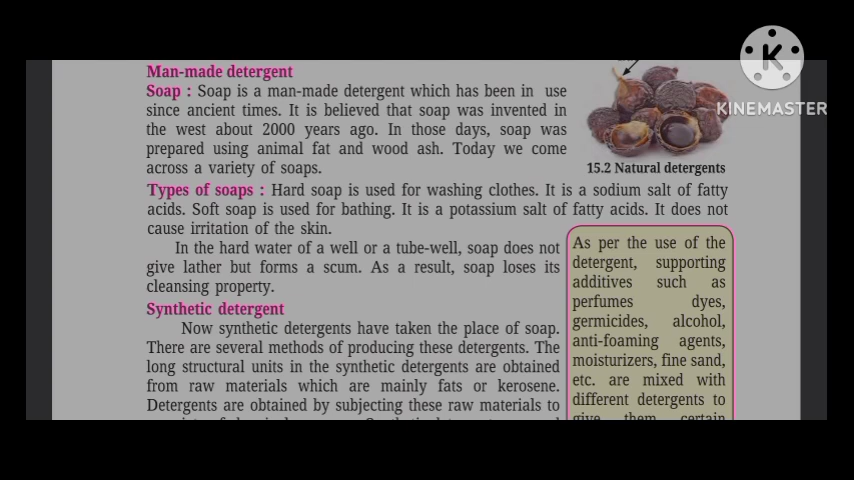 KINEMASTER
Man-made detergent
Soap : Soap is a man-made detergent which has been in use
since ancient times. It is believed that soap was invented in
the west about 2000 years ago. In those days, soap was
prepared using animal fat and wood ash. Today we come
across a variety of soaps.
15.2 Natural detergents
Types of soaps : Hard soap is used for washing clothes. It is a sodium salt of fatty
acids. Soft soap is used for bathing. It is a potassium salt of fatty acids. It does not
cause irritation of the skin.
In the hard water of a well or a tube-well, soap does not
give lather but forms a scum. As a result, soap loses its
cleansing property.
Synthetic detergent
Now synthetic detergents have taken the place of soap.
There are several methods of producing these detergents. The
long structural units in the synthetic detergents are obtained
from raw materials which are mainly fats or kerosene.
Detergents are obtained by subjecting these raw materials to
As per the use of the
detergent, supporting
additives such as
perfumes dyes,
germicides, alcohol,
anti-foaming agents,
moisturizers, fine sand,
etc. are mixed with
different detergents to
give them certain